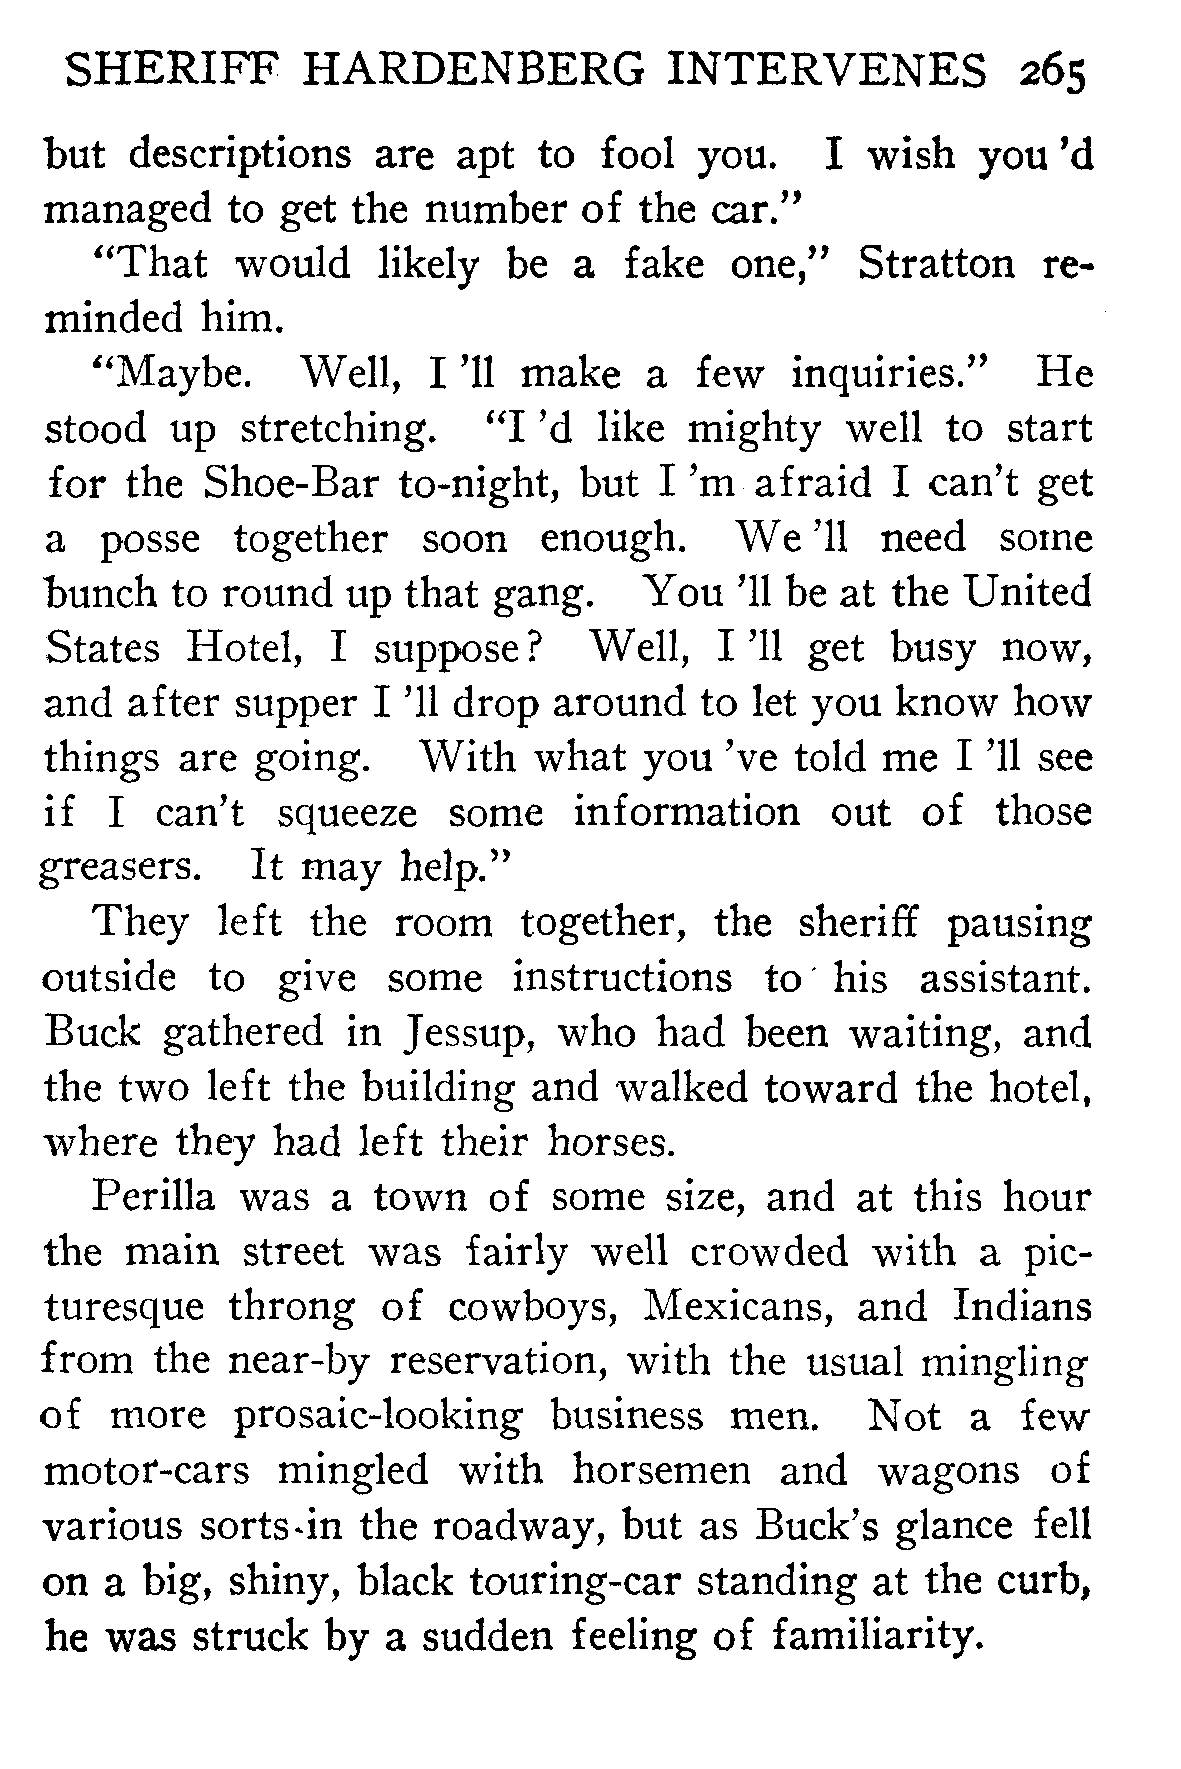 SHERIFF HARDENBERG INTERVENES 265
but descriptions are apt to fool you. I wish you 'd
managed to get the number of the car."
"That would likely be a fake one," Stratton re-
minded him.
"Maybe. Well, I 'll make a few inquiries." He
stood up stretching. "I 'd like mighty well to start
for the Shoe-Bar to-night, but I 'm afraid I can't get
a posse together soon enough. We 'll need some
bunch to round up that gang. You 'll be at the United
States Hotel, I suppose? Well, I 'll get busy now,
and after supper I 'll drop around to let you know how
things are going. With what you 've told me I 'll see
if I can't squeeze some information out of those
greasers. It may help."
They left the room together, the sheriff pausing
outside to give some instructions to his assistant.
Buck gathered in Jessup, who had been waiting, and
the two left the building and walked toward the hotel,
where they had left their horses.
Perilla was a town of some size, and at this hour
the main street was fairly well crowded with a pic-
turesque throng of cowboys, Mexicans, and Indians
from the near-by reservation, with the usual mingling
of more prosaic-looking business men. Not a few
motor-cars mingled with horsemen and wagons of
various sorts in the roadway, but as Buck's glance fell
on a big, shiny, black touring-car standing at the curb,
he was struck by a sudden feeling of familiarity.